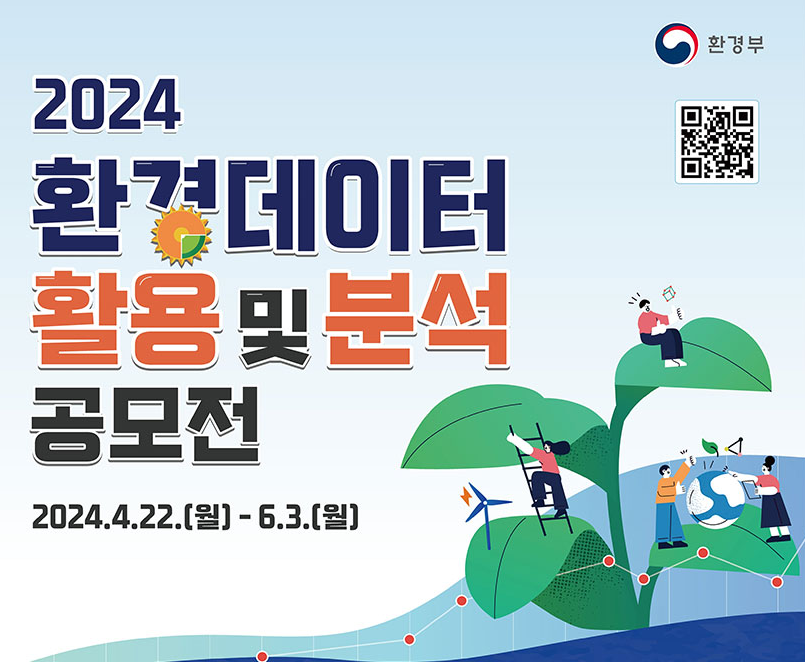 환경부
2024
환경데이터
활용 및 분석
공모전
2024.4.22.(월) - 6.3.(월)